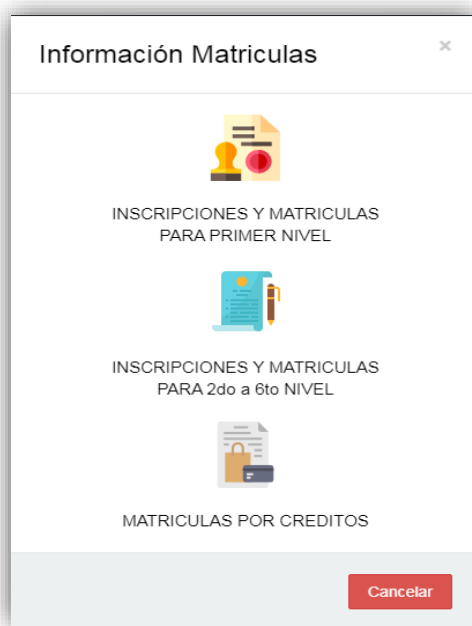 Información Matriculas
×
INSCRIPCIONES Y MATRICULAS
PARA PRIMER NIVEL
INSCRIPCIONES Y MATRICULAS
PARA 2do a 6to NIVEL
MATRICULAS POR CREDITOS
Cancelar